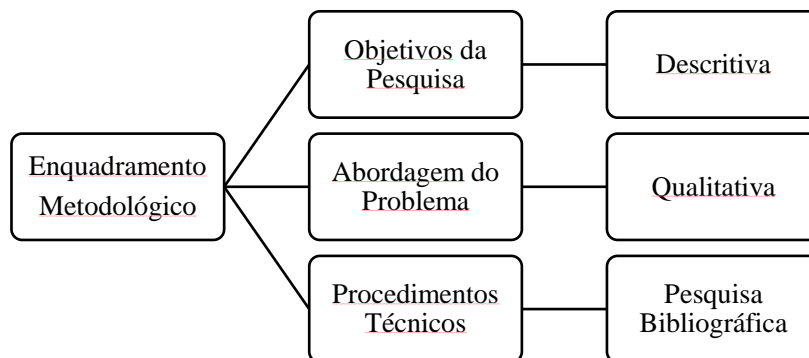 Enquadramento
Metodológico
Objetivos da
Pesquisa
Descritiva
Abordagem do
Problema
Qualitativa
Procedimentos
Técnicos
Pesquisa
Bibliográfica